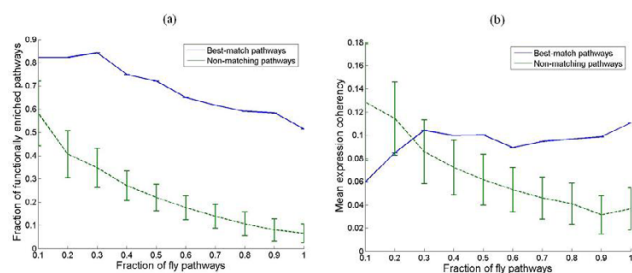 (a)
Best-match pathways
Non-matching pathways
Fraction of functionally enriched pathways
0.9
0.8
0.7
0.6
0.5
0.4
0.3
0.2
0.1
0
0.1 0.2 0.3 0.4 0.5 0.6 0.7 0.8 0.9 1
Fraction of fly pathways
(b)
Best-match pathways
Non-matching pathways
Mean expression coherency
0.18
0.16
0.14
0.12
0.1
0.08
0.06
0.04
0.02
0
0.1 0.2 0.3 0.4 0.5 0.6 0.7 0.8 0.9 1
Fraction of fly pathways